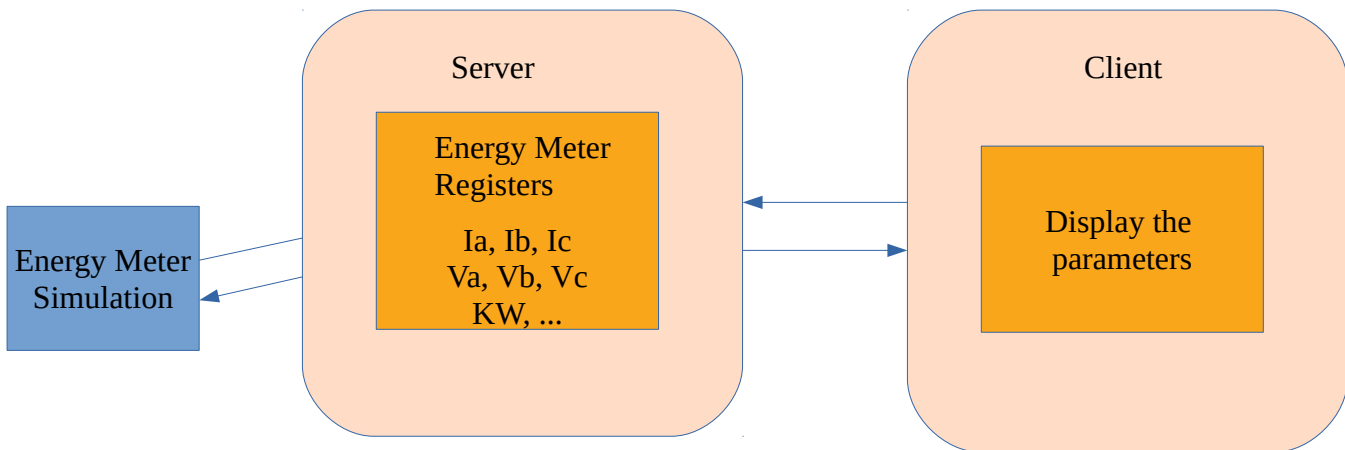 Server
Energy Meter
Registers
Ia, Ib, Ic
Va, Vb, Vc
KW, ...
Client
Display the
parameters
Energy Meter
Simulation